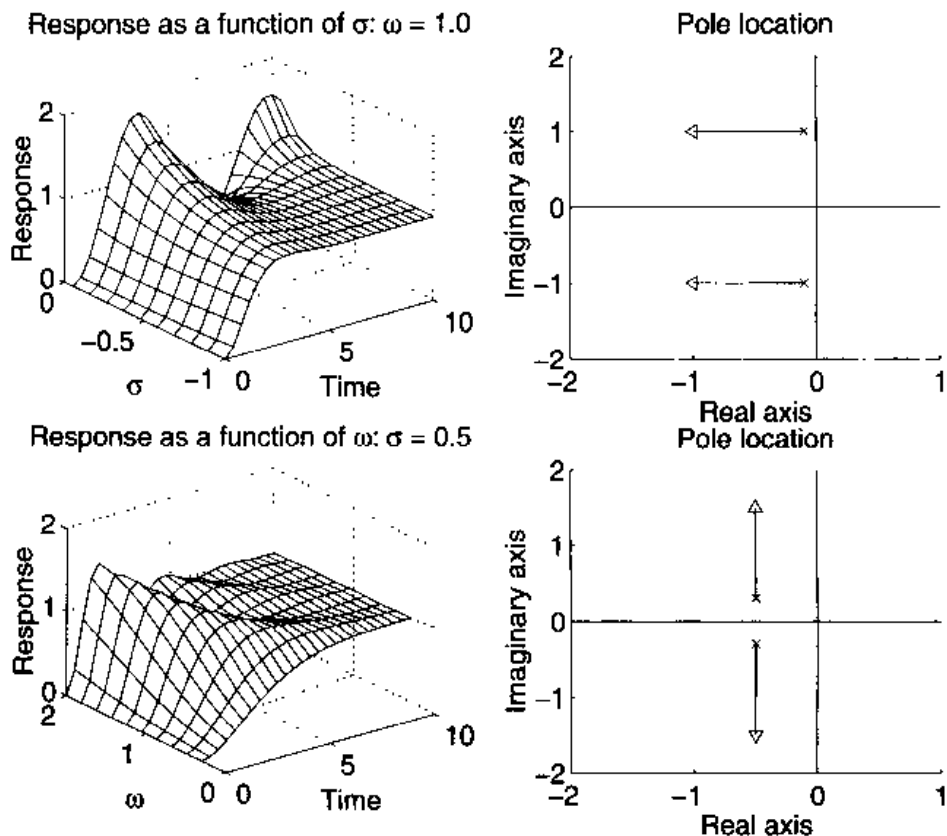 Response as a function of σ: ω = 1.0
Pole location
2
1
0
Response
0
-0.5
-1
σ
0
5
10
Time
2
1
0
-1
-2
Imaginary axis
-2
-1
0
1
Real axis
Response as a function of ω: σ = 0.5
Pole location
2
1
0
Response
2
1
0
ω
0
5
10
Time
2
1
0
-1
-2
Imaginary axis
-2
-1
0
1
Real axis